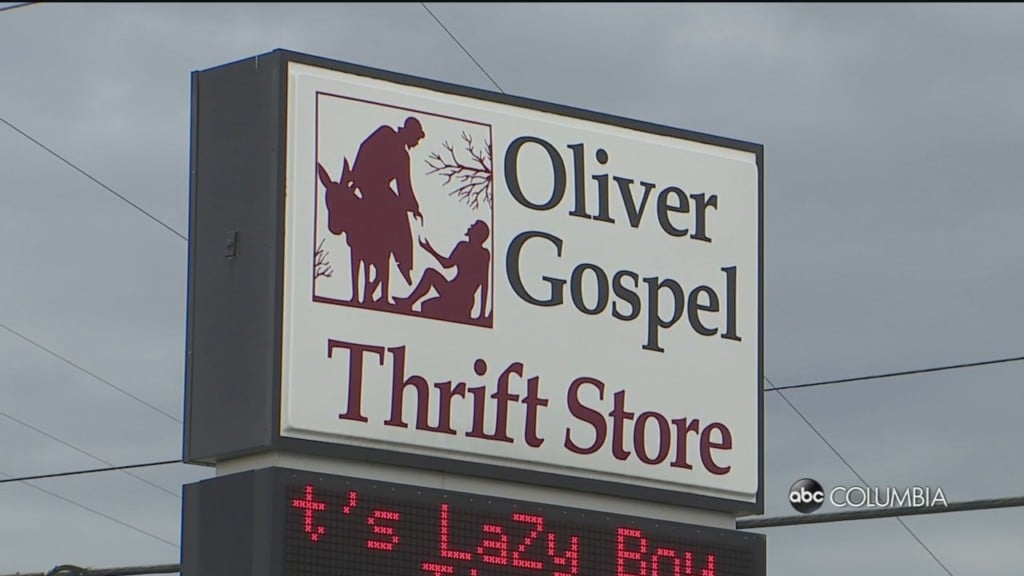 Oliver
Gospel
Thrift Store
t's LaZy Boy
abc COLUMBIA